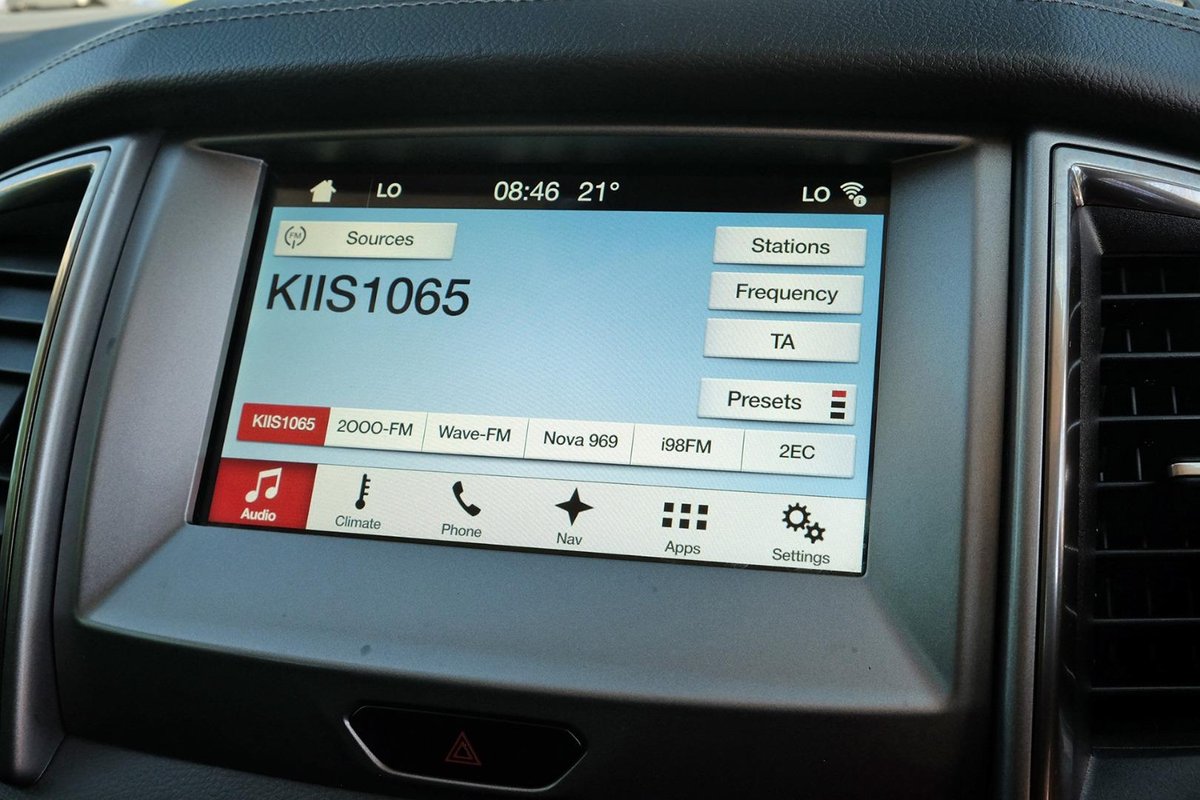 LO 08:46 21° LO
FM Sources
Stations
KIIS1065
Frequency
TA
Presets
KIIS1065 2OOO-FM Wave-FM Nova 969 i98FM 2EC
Audio Climate Phone Nav Apps Settings